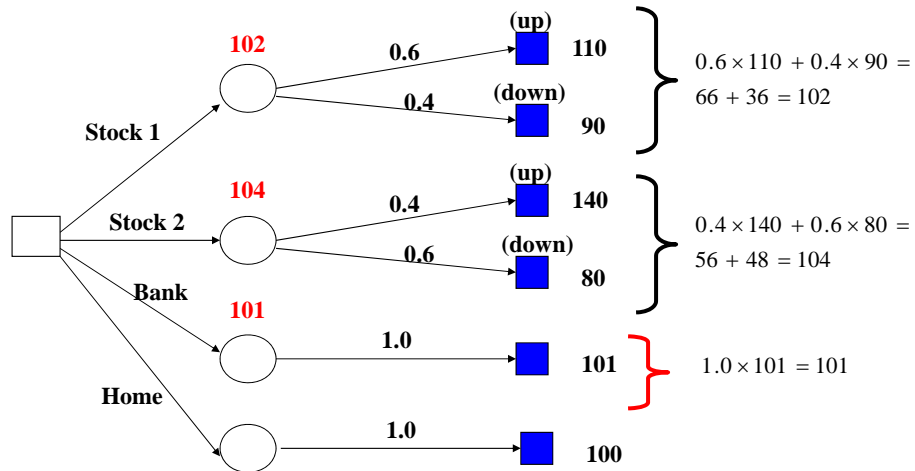 (up)
102
0.6
110
0.6 × 110 + 0.4 × 90 =
66 + 36 = 102
(down)
0.4
90
Stock 1
(up)
104
0.4
140
0.4 × 140 + 0.6 × 80 =
56 + 48 = 104
Stock 2
(down)
0.6
80
Bank
101
1.0
101
1.0 × 101 = 101
Home
1.0
100